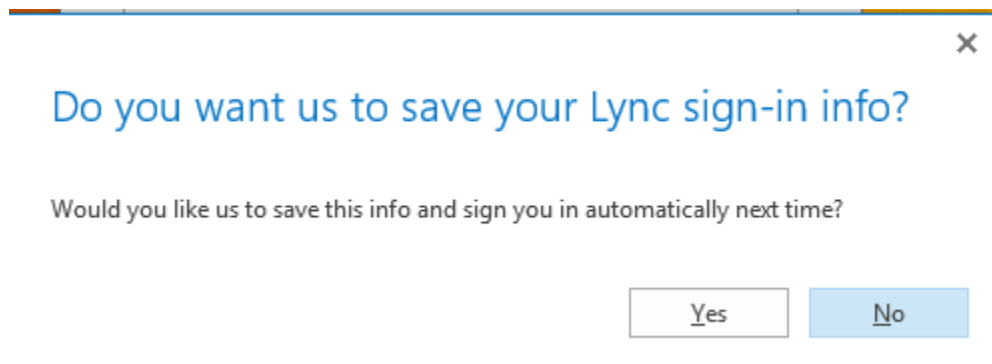 Do you want us to save your Lync sign-in info?
Would you like us to save this info and sign you in automatically next time?
Yes No